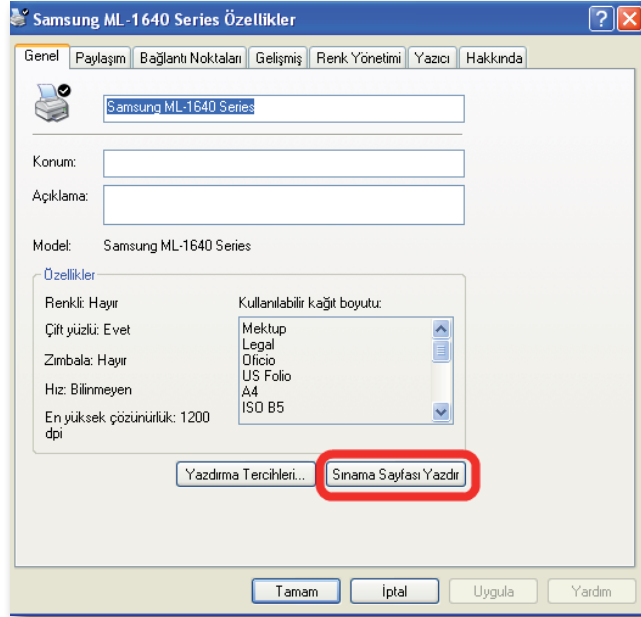 Samsung ML-1640 Series Özellikler
Genel Paylaşım Bağlantı Noktaları Gelişmiş Renk Yönetimi Yazıcı Hakkında
Samsung ML-1640 Series
Konum:
Açıklama:
Model: Samsung ML-1640 Series
Özellikler
Renkli: Hayır
Çift yüzlü: Evet
Zımbala: Hayır
Hız: Bilinmeyen
En yüksek çözünürlük: 1200
dpi
Kullanılabilir kağıt boyutu:
Mektup
Legal
Oficio
US Folio
A4
ISO B5
Yazdırma Tercihleri... Sınama Sayfası Yazdır
Tamam İptal Uygula Yardım